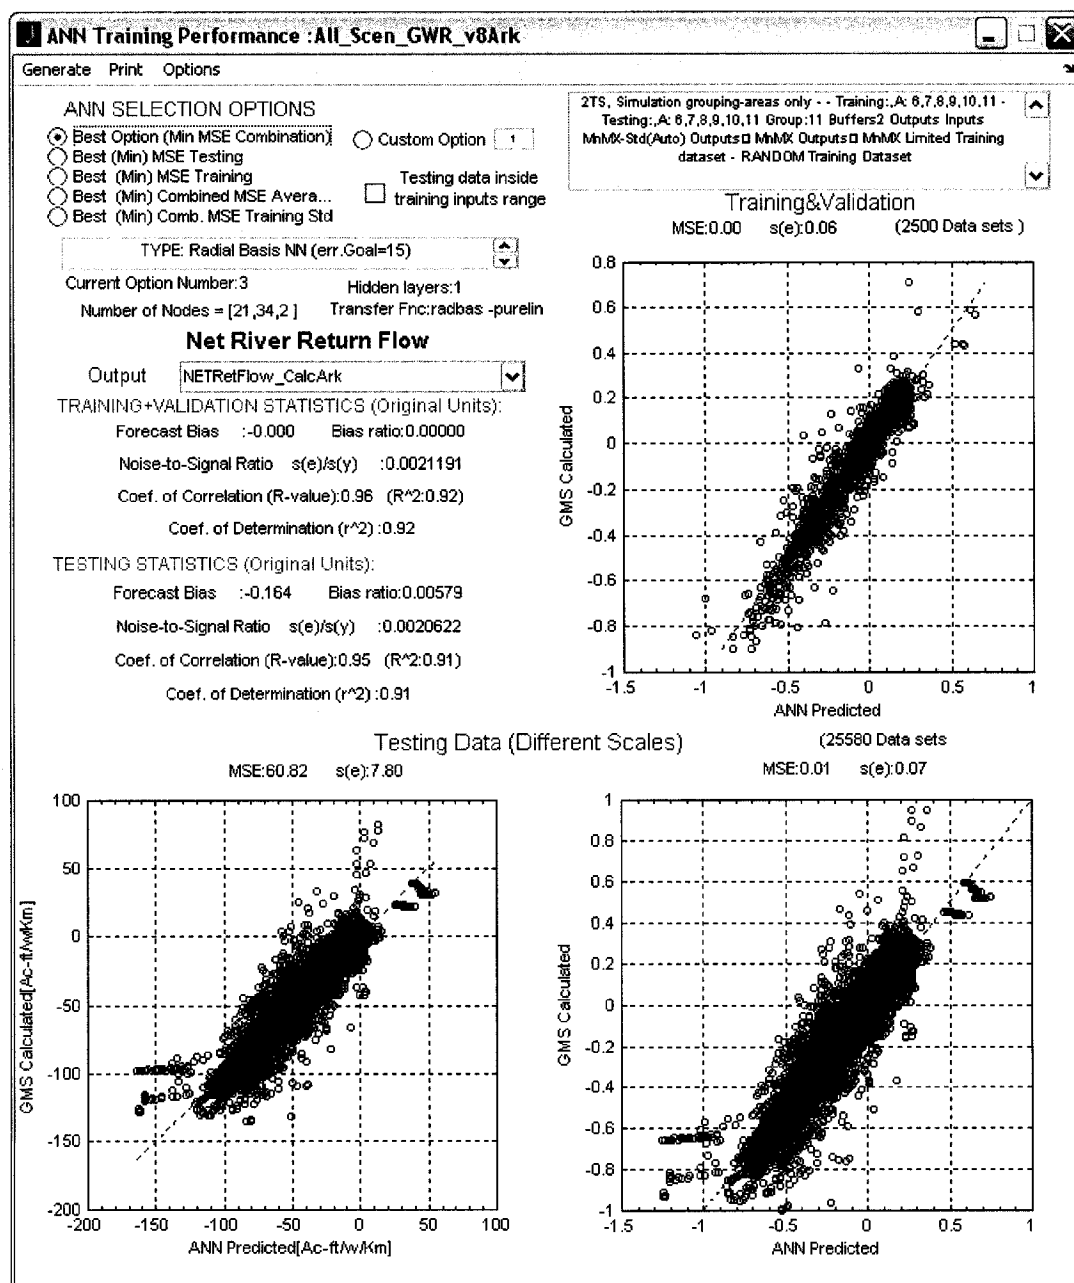 ANN Training Performance :All_Scen_GWR_v8Ark
Generate Print Options
ANN SELECTION OPTIONS
Best Option (Min MSE Combination)
Custom Option 1
Best (Min) MSE Testing
Best (Min) MSE Training
Best (Min) Combined MSE Avera...
Best (Min) Comb. MSE Training Std
Testing data inside
training inputs range
2TS, Simulation grouping-areas only - - Training:,A: 6,7,8,9,10,11 -
Testing:,A: 6,7,8,9,10,11 Group:11 Buffers2 Outputs Inputs
MnMX-Std(Auto) Outputs MnMX Outputs MnMX Limited Training
dataset - RANDOM Training Dataset
TYPE: Radial Basis NN (err.Goal=15)
Current Option Number:3
Hidden layers:1
Number of Nodes = [21,34,2 ]
Transfer Fnc:radbas -purelin
Net River Return Flow
Output NETRetFlow_CalcArk
TRAINING+VALIDATION STATISTICS (Original Units):
Forecast Bias :-0.000 Bias ratio:0.00000
Noise-to-Signal Ratio s(e)/s(y) :0.0021191
Coef. of Correlation (R-value):0.96 (R^2:0.92)
Coef. of Determination (r^2) :0.92
TESTING STATISTICS (Original Units):
Forecast Bias :-0.164 Bias ratio:0.00579
Noise-to-Signal Ratio s(e)/s(y) :0.0020622
Coef. of Correlation (R-value):0.95 (R^2:0.91)
Coef. of Determination (r^2) :0.91
Training&Validation
MSE:0.00 s(e):0.06 (2500 Data sets )
0.8
0.6
0.4
0.2
0
-0.2
-0.4
-0.6
-0.8
-1
GMS Calculated
-1.5 -1 -0.5 0 0.5 1
ANN Predicted
Testing Data (Different Scales)
(25580 Data sets
MSE:60.82 s(e):7.80
100
50
0
-50
-100
-150
-200
GMS Calculated[Ac-ft/w/Km]
-200 -150 -100 -50 0 50 100
ANN Predicted[Ac-ft/w/Km]
MSE:0.01 s(e):0.07
1
0.8
0.6
0.4
0.2
0
-0.2
-0.4
-0.6
-0.8
-1
GMS Calculated
-1.5 -1 -0.5 0 0.5 1
ANN Predicted